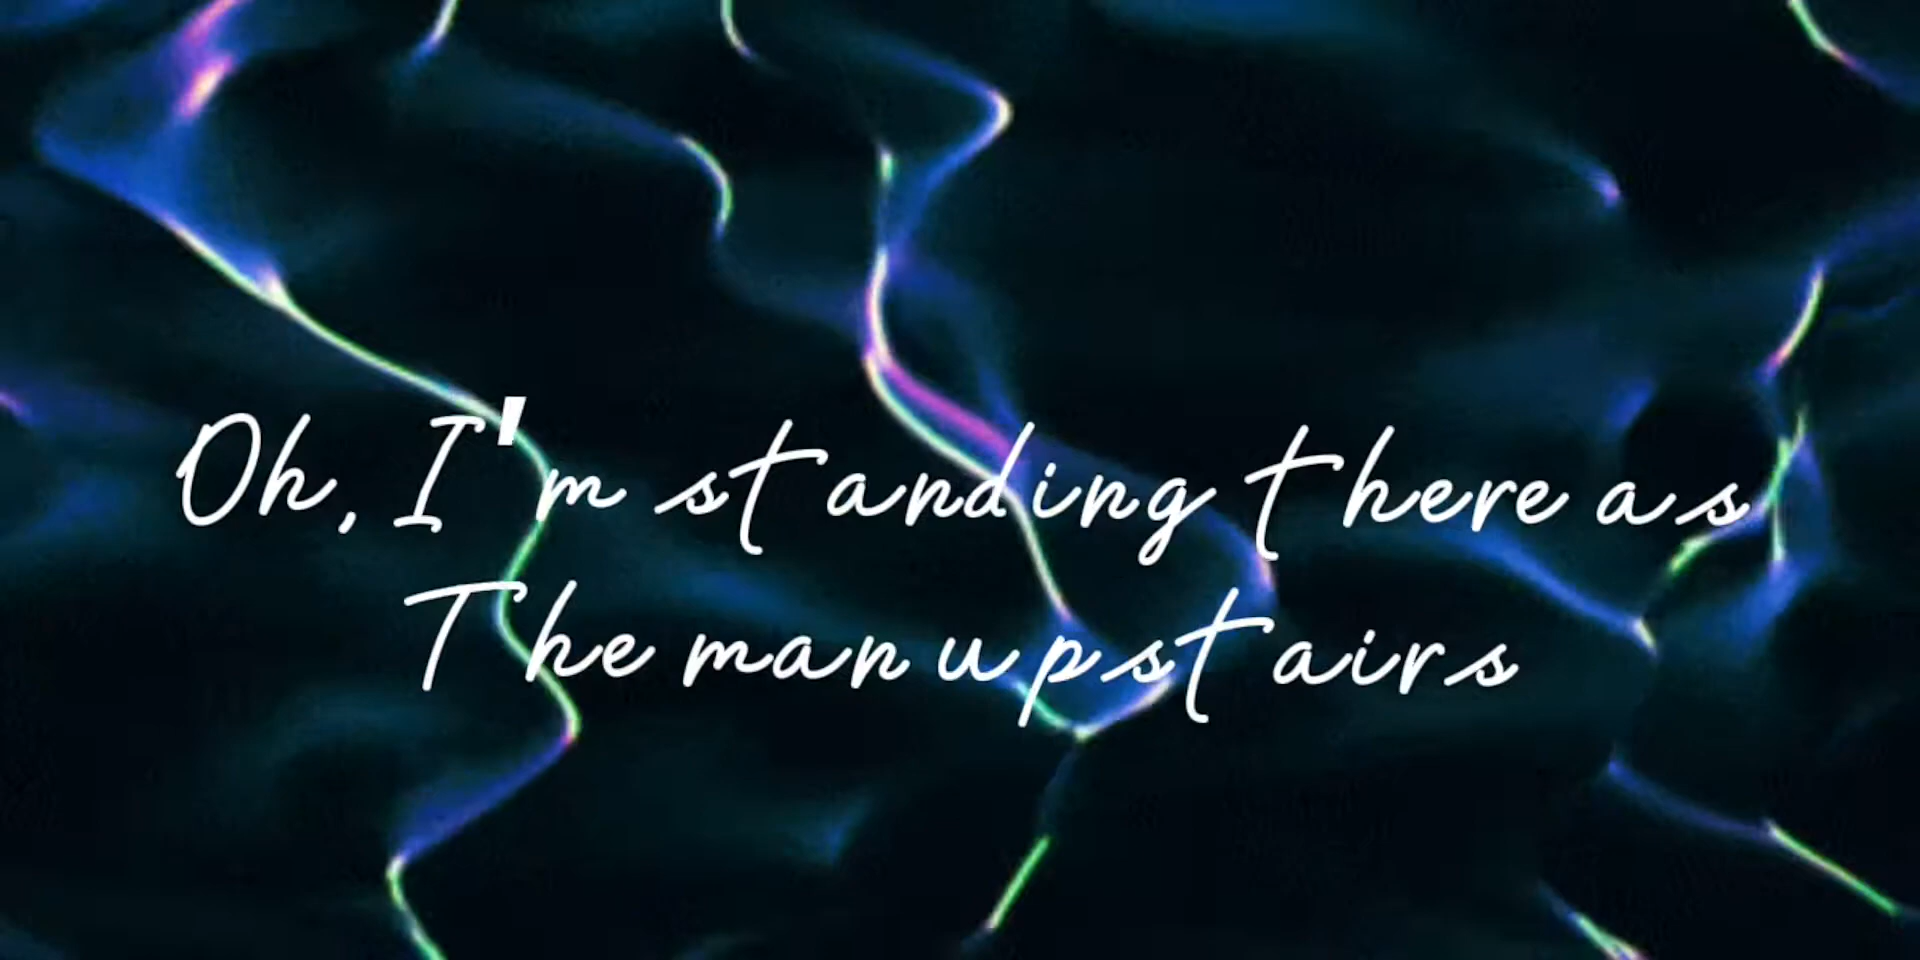 Oh, I'm standing there as
The man upstairs